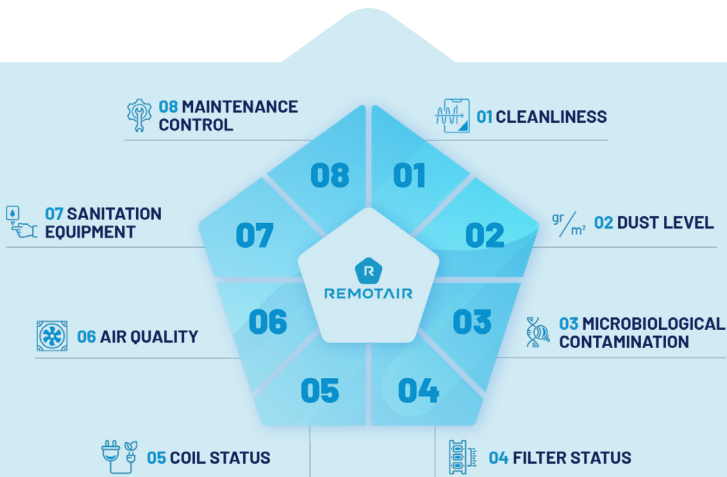 08 MAINTENANCE
CONTROL
01 CLEANLINESS
08
01
07 SANITATION
EQUIPMENT
07
02
gr/m²
02 DUST LEVEL
R
REMOTAIR
06 AIR QUALITY
06
03
03 MICROBIOLOGICAL
CONTAMINATION
05
04
05 COIL STATUS
04 FILTER STATUS